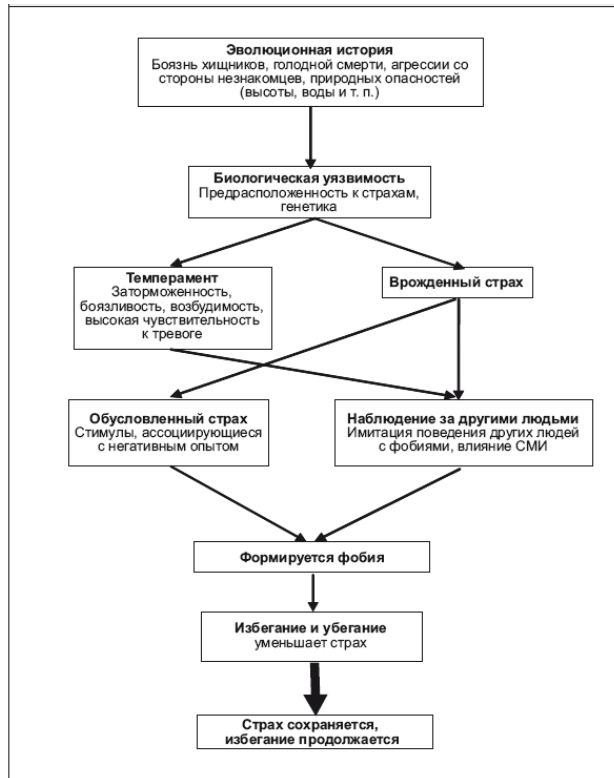 Эволюционная история
Боязнь хищников, голодной смерти, агрессии со
стороны незнакомцев, природных опасностей
(высоты, воды и т. п.)
Биологическая уязвимость
Предрасположенность к страхам,
генетика
Темперамент
Заторможенность,
боязливость, возбудимость,
высокая чувствительность
к тревоге
Врожденный страх
Обусловленный страх
Стимулы, ассоциирующиеся
с негативным опытом
Наблюдение за другими людьми
Имитация поведения других людей
с фобиями, влияние СМИ
Формируется фобия
Избегание и убегание
уменьшает страх
Страх сохраняется,
избегание продолжается